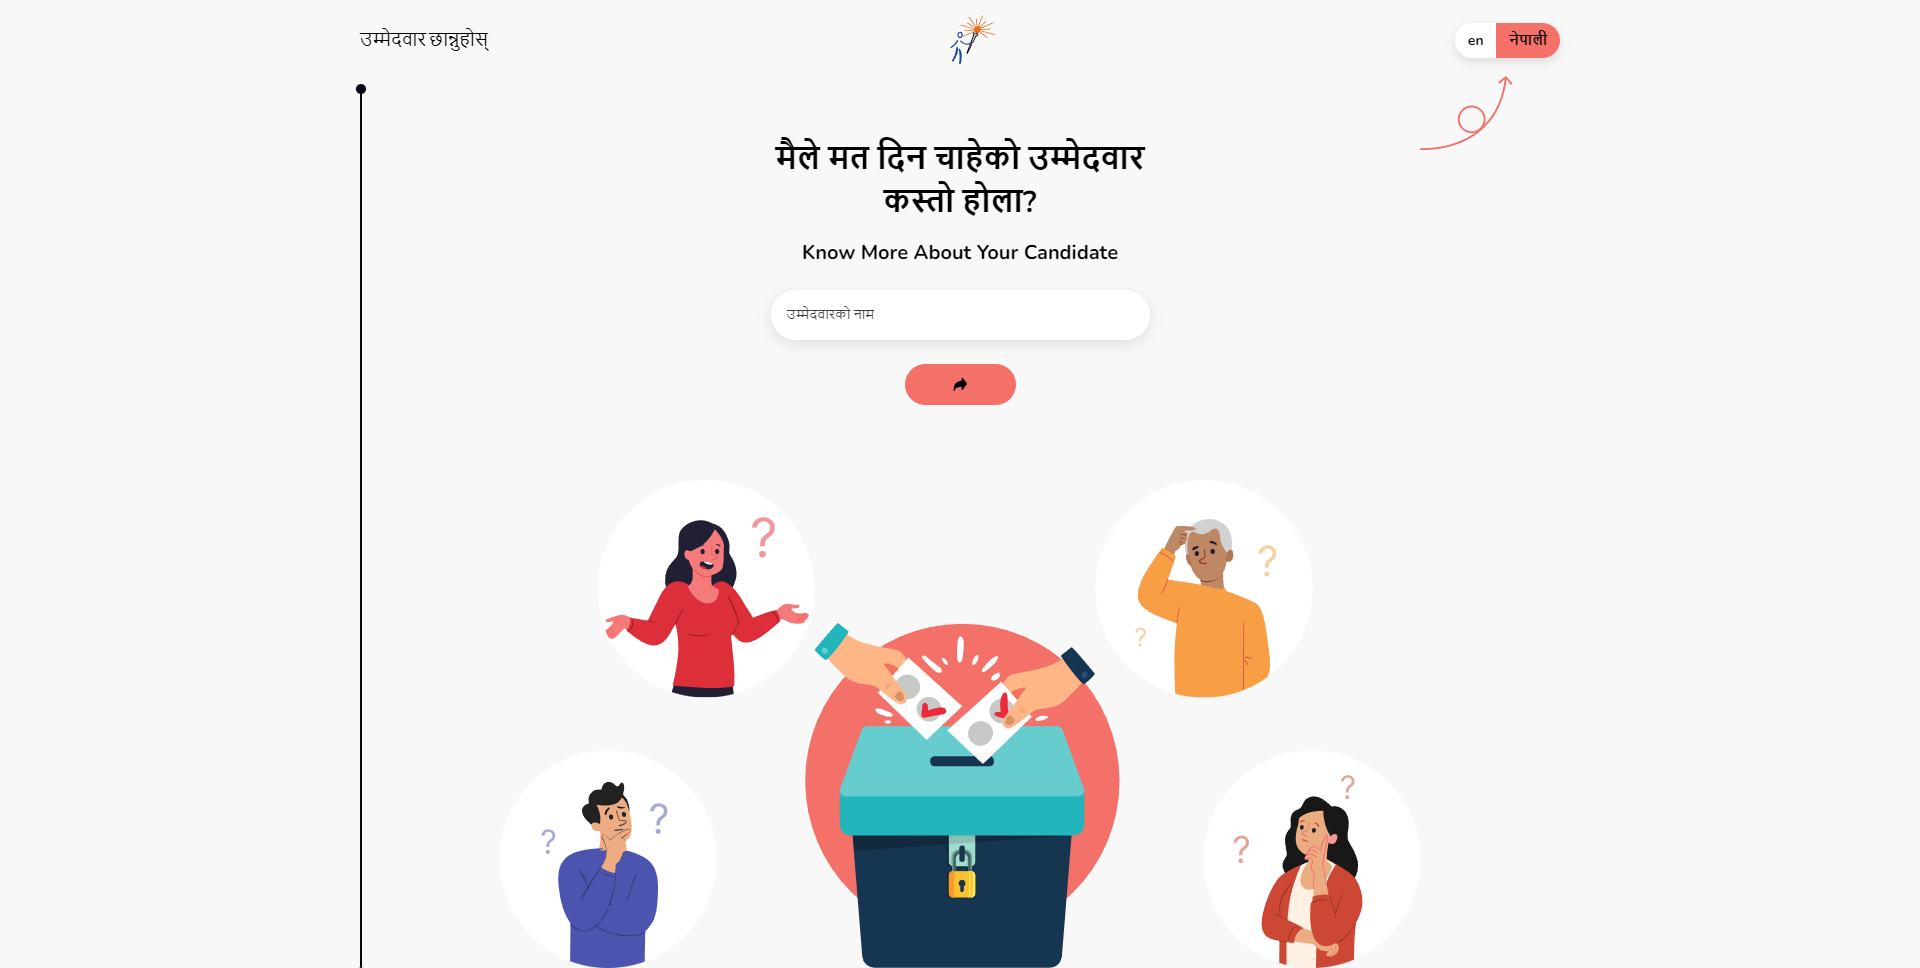 उम्मेदवार छान्नुहोस्
en
नेपाली
मैले मत दिन चाहेको उम्मेदवार
कस्तो होला?
Know More About Your Candidate
उम्मेदवारको नाम
?
?
?
?
?
?
?